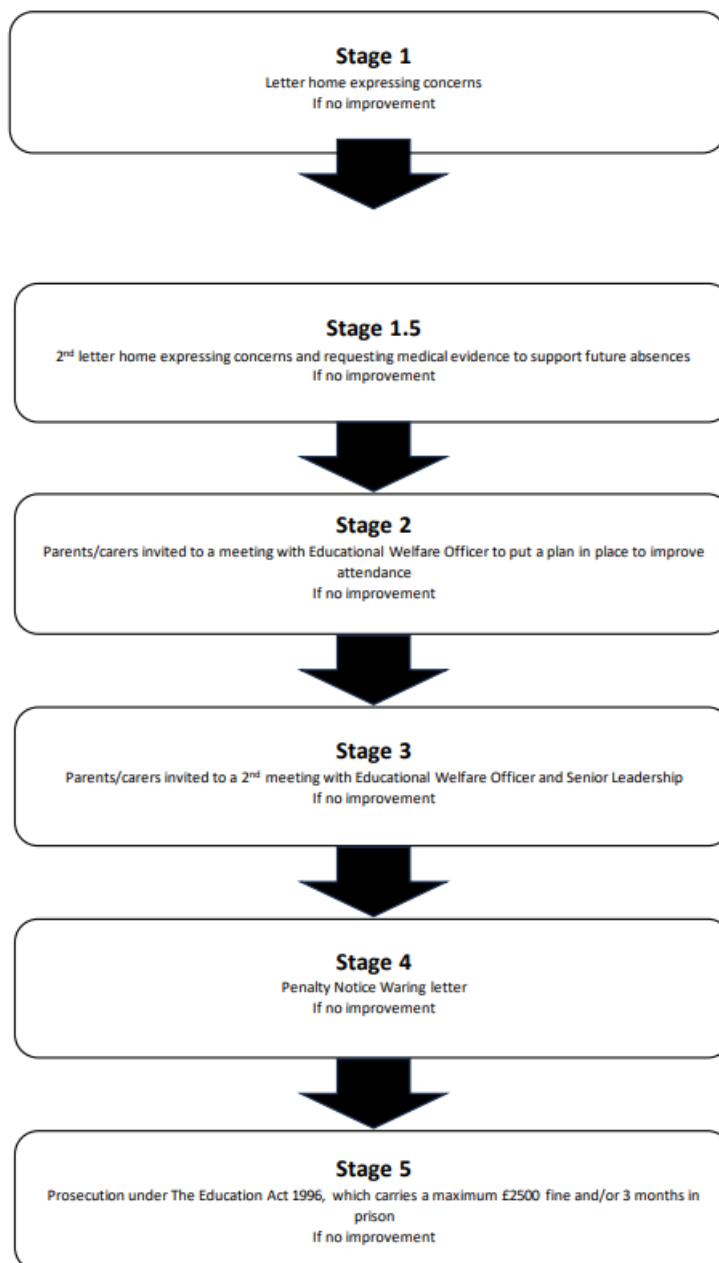 Stage 1
Letter home expressing concerns
If no improvement
Stage 1.5
2nd letter home expressing concerns and requesting medical evidence to support future absences
If no improvement
Stage 2
Parents/carers invited to a meeting with Educational Welfare Officer to put a plan in place to improve
attendance
If no improvement
Stage 3
Parents/carers invited to a 2nd meeting with Educational Welfare Officer and Senior Leadership
If no improvement
Stage 4
Penalty Notice Waring letter
If no improvement
Stage 5
Prosecution under The Education Act 1996, which carries a maximum £2500 fine and/or 3 months in
prison
If no improvement